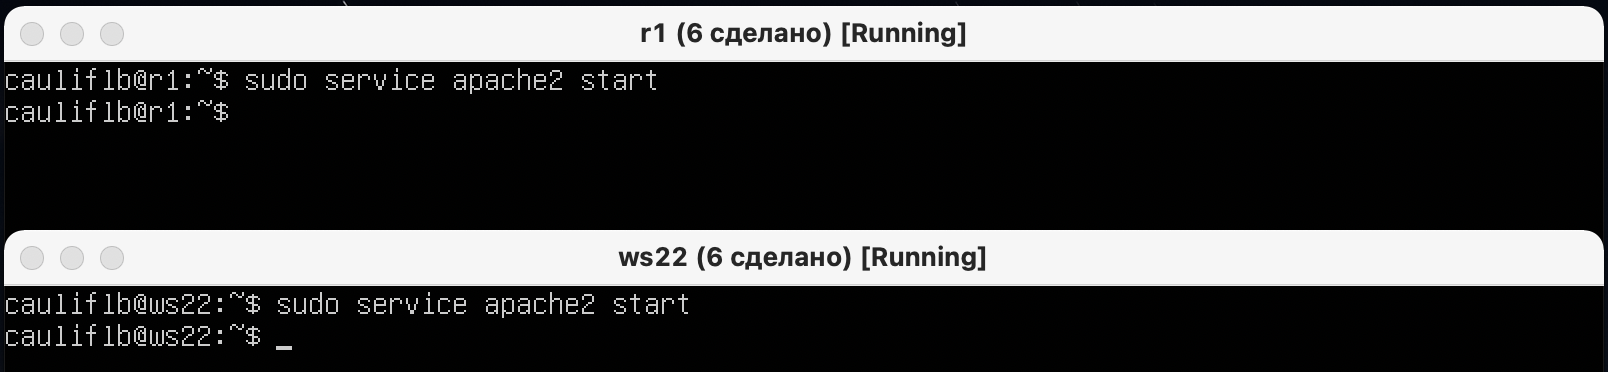 r1 (6 сделано) [Running]
cauliflb@r1:~$ sudo service apache2 start
cauliflb@r1:~$
ws22 (6 сделано) [Running]
cauliflb@ws22:~$ sudo service apache2 start
cauliflb@ws22:~$ _